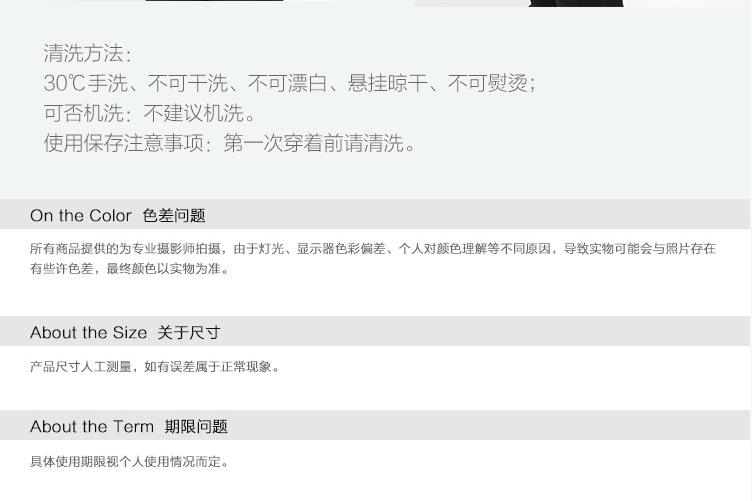 清洗方法：
30℃手洗、不可干洗、不可漂白、悬挂晾干、不可熨烫；
可否机洗：不建议机洗。
使用保存注意事项：第一次穿着前请清洗。
On the Color 色差问题
所有商品提供的为专业摄影师拍摄，由于灯光、显示器色彩偏差、个人对颜色理解等不同原因，导致实物可能会与照片存在
有些许色差，最终颜色以实物为准。
About the Size 关于尺寸
产品尺寸人工测量，如有误差属于正常现象。
About the Term 期限问题
具体使用期限视个人使用情况而定。